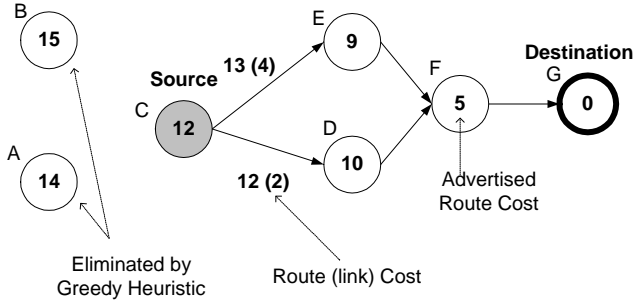 B
15
A
14
Eliminated by
Greedy Heuristic
Source
C
12
13 (4)
12 (2)
Route (link) Cost
E
9
D
10
F
5
Advertised
Route Cost
Destination
G
0